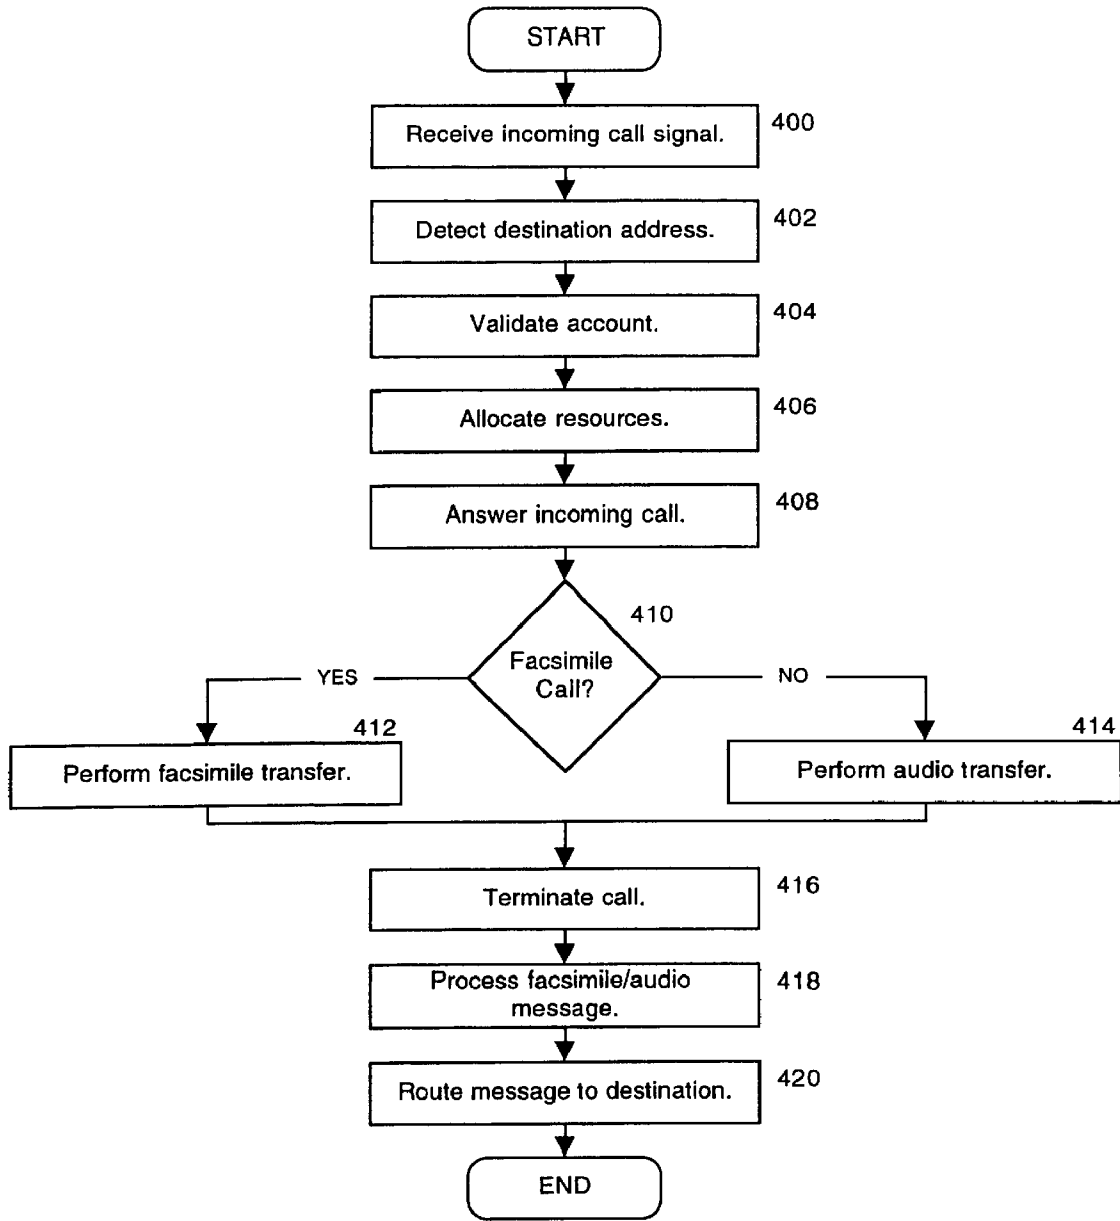 START
400
Receive incoming call signal.
402
Detect destination address.
404
Validate account.
406
Allocate resources.
408
Answer incoming call.
410
Facsimile
Call?
YES
NO
412
414
Perform facsimile transfer.
Perform audio transfer.
416
Terminate call.
418
Process facsimile/audio
message.
420
Route message to destination.
END